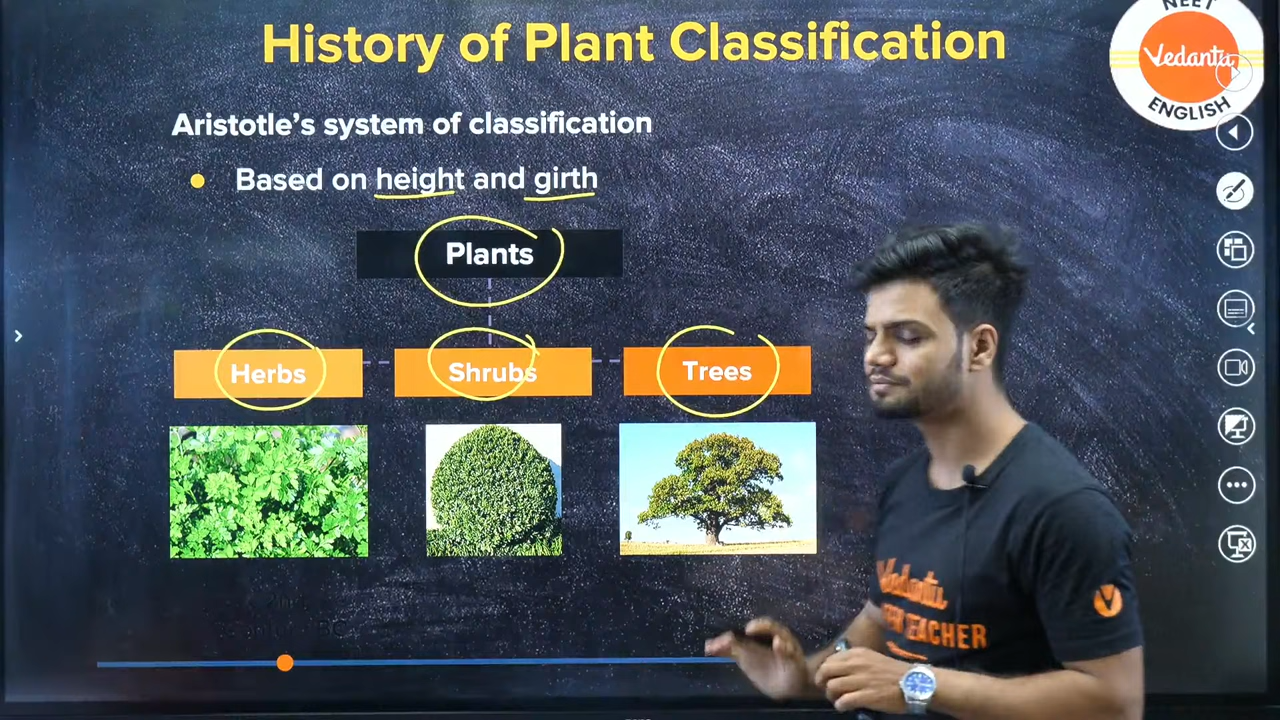 History of Plant Classification
NEET
Vedantu
ENGLISH
Aristotle's system of classification
Based on height and girth
Plants
Herbs
Shrubs
Trees
Vedantu
TEACHER
BC